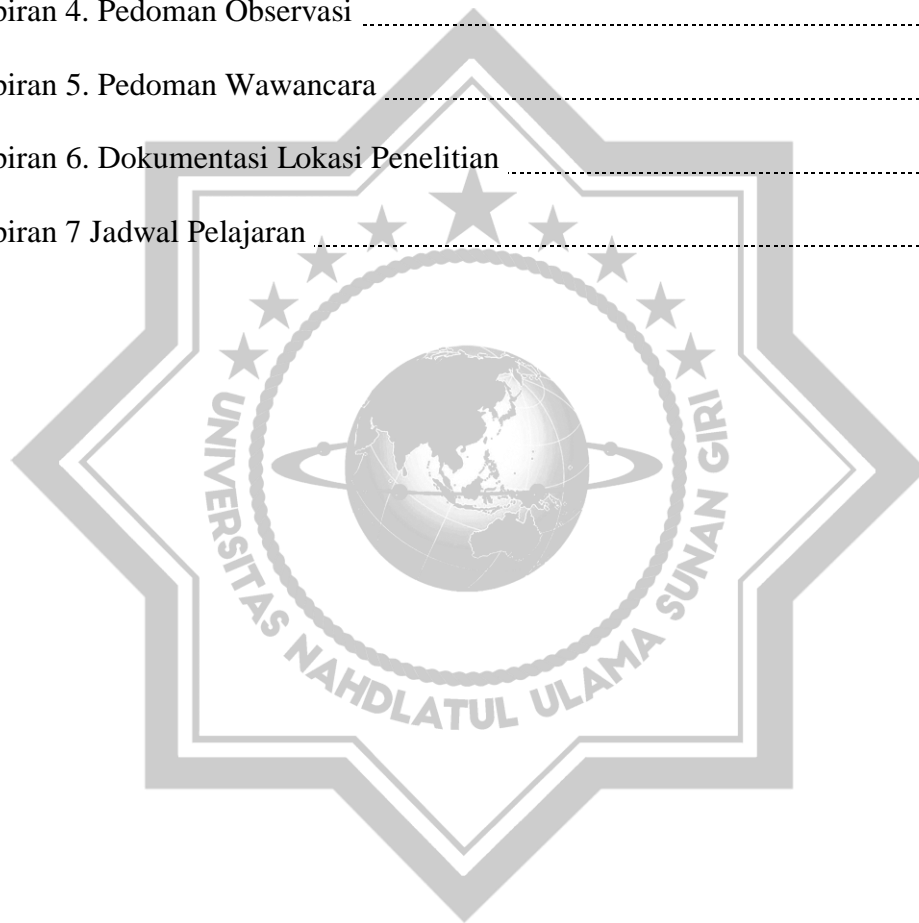 piran 4. Pedoman Observasi
piran 5. Pedoman Wawancara
piran 6. Dokumentasi Lokasi Penelitian
piran 7 Jadwal Pelajaran
UNIVERSITAS NAHDLATUL ULAMA SUNAN GIRI